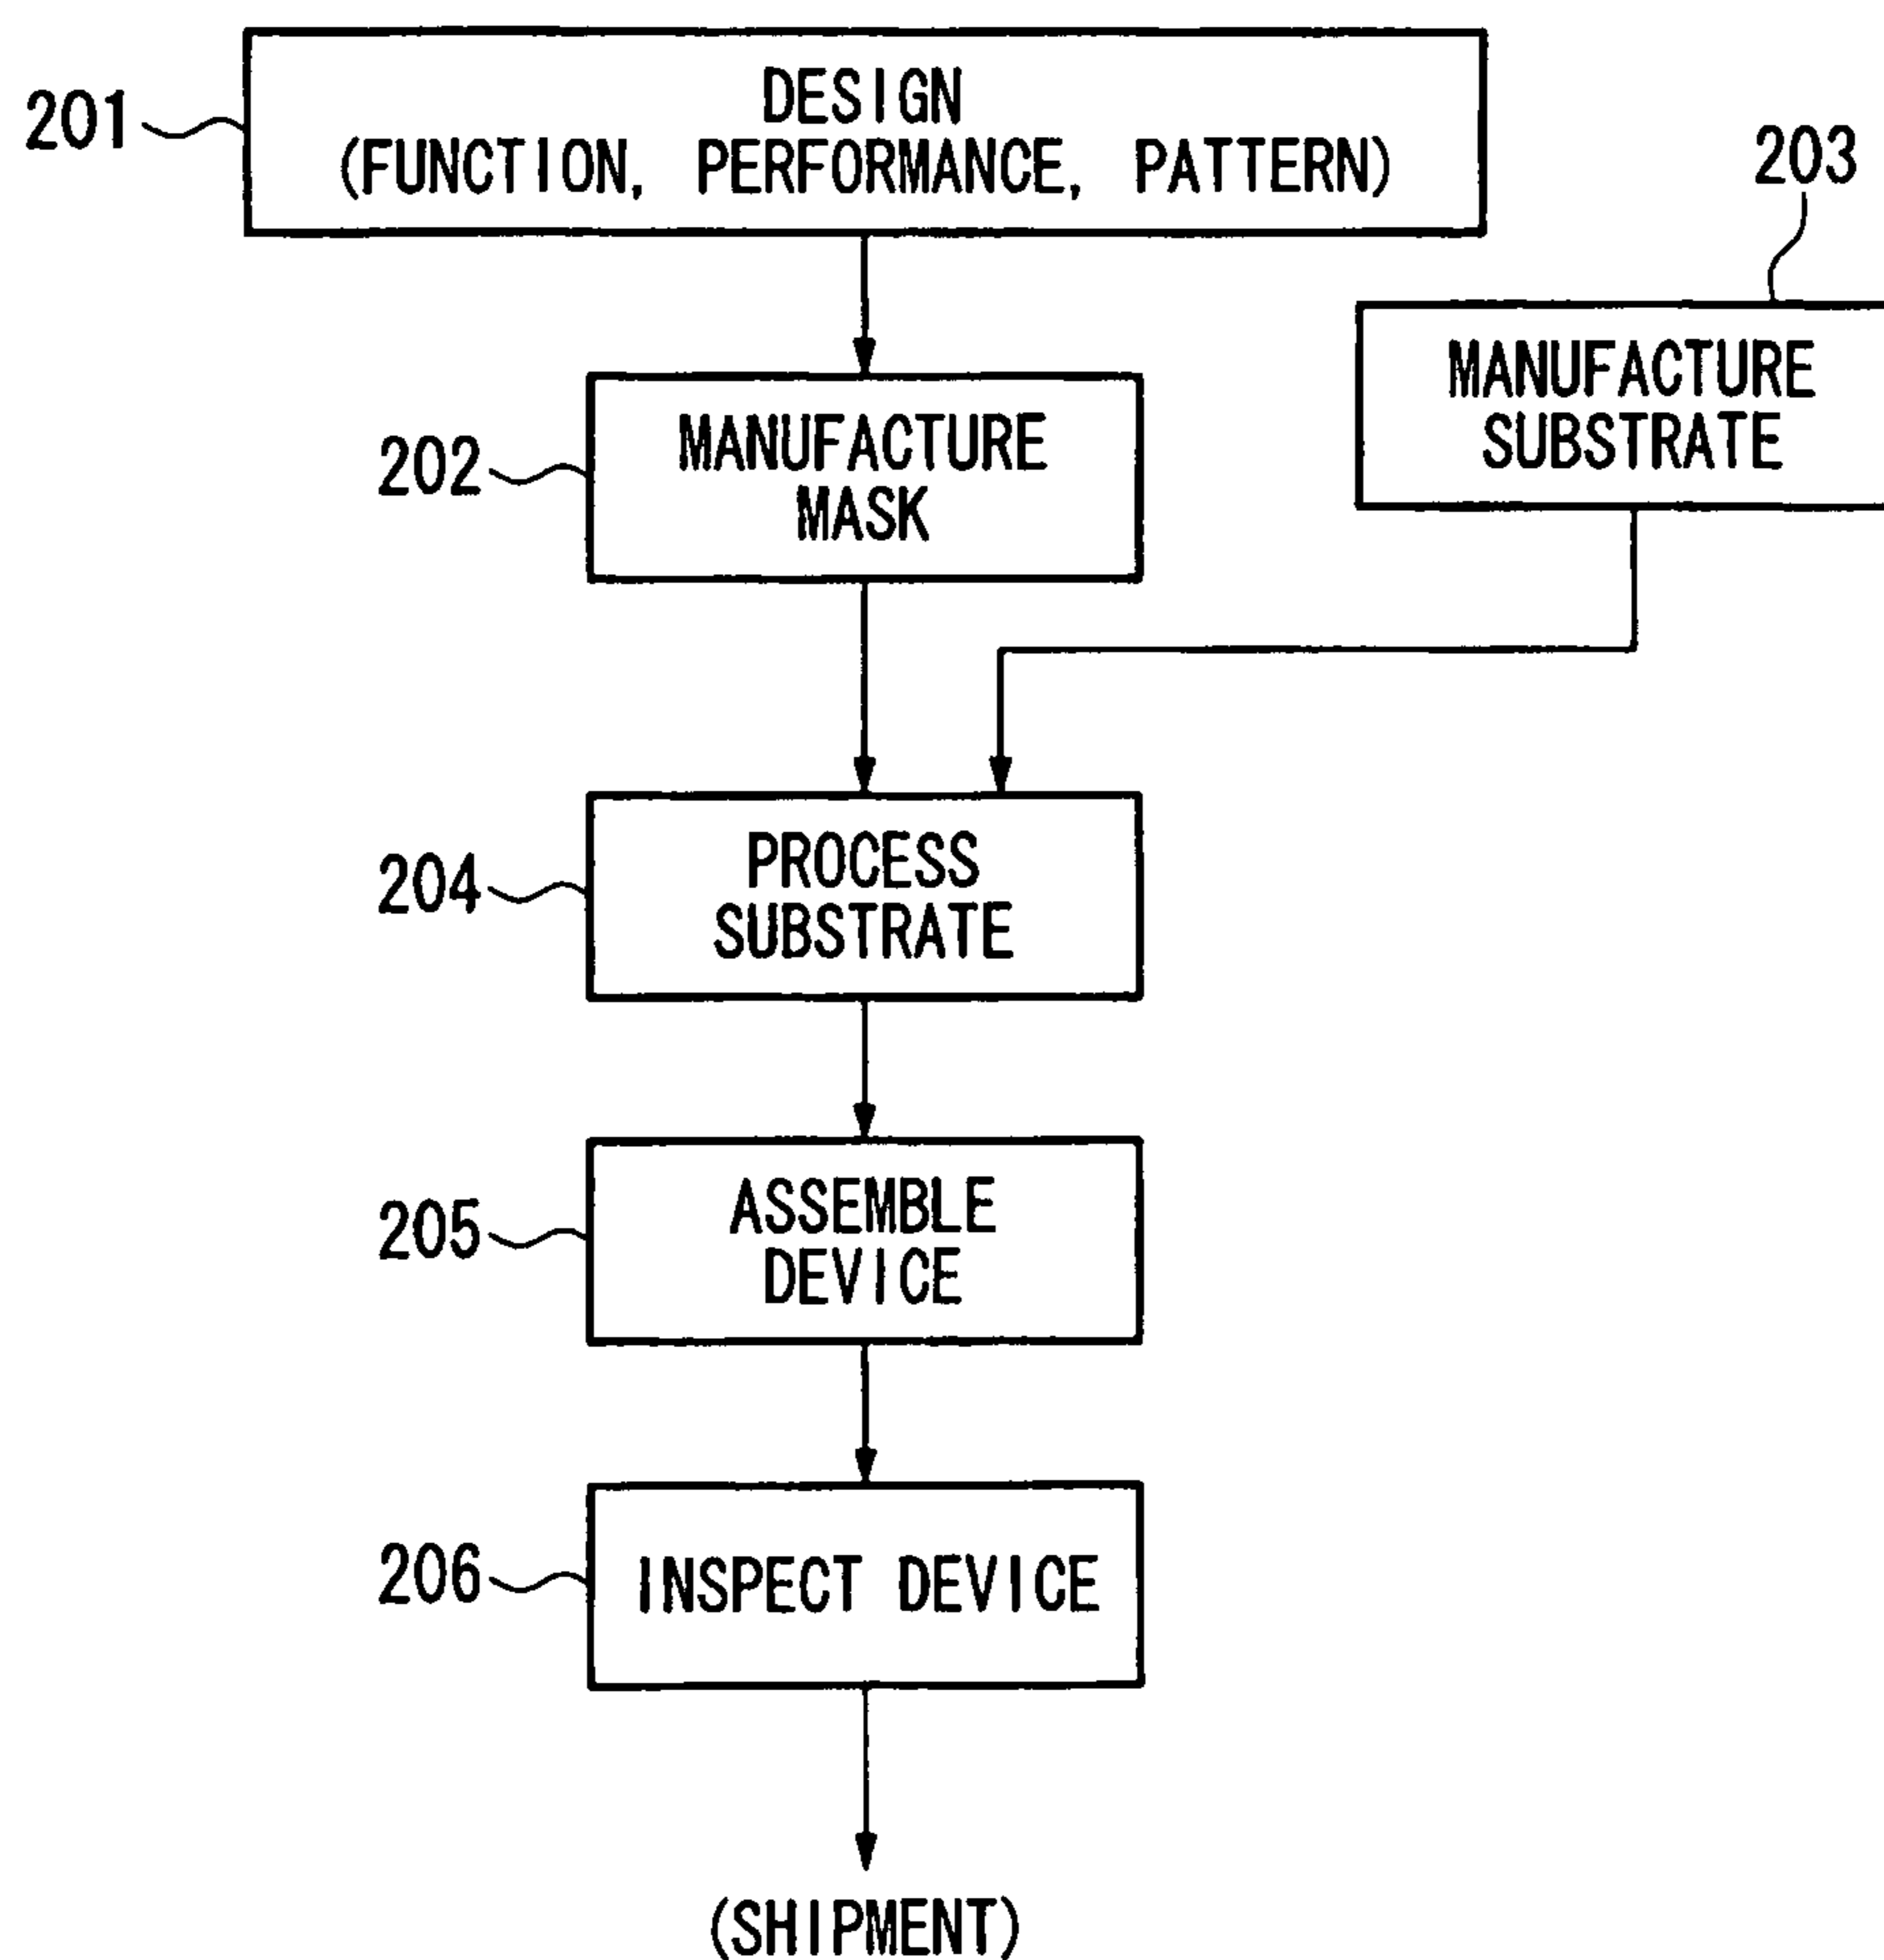 201
DESIGN
(FUNCTION, PERFORMANCE, PATTERN)
203
MANUFACTURE
SUBSTRATE
202
MANUFACTURE
MASK
204
PROCESS
SUBSTRATE
205
ASSEMBLE
DEVICE
206
INSPECT DEVICE
(SHIPMENT)